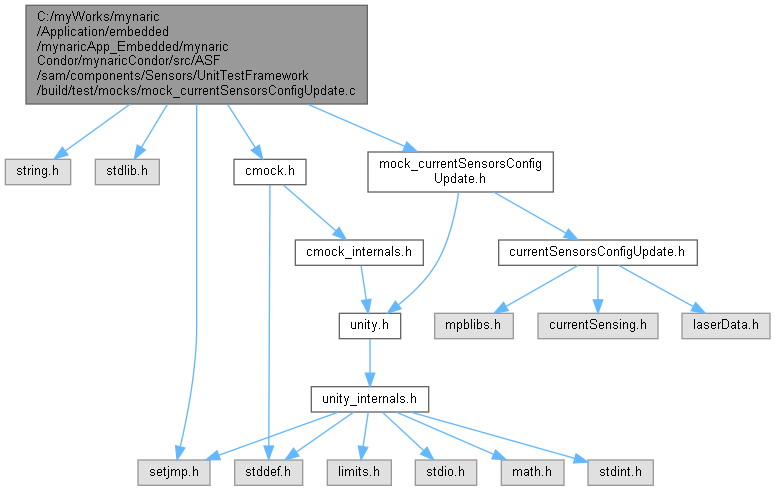 C:/myWorks/mynaric
/Application/embedded
/mynaricApp_Embedded/mynaric
Condor/mynaricCondor/src/ASF
/sam/components/Sensors/UnitTestFramework
/build/test/mocks/mock_currentSensorsConfigUpdate.c
string.h
stdlib.h
cmock.h
mock_currentSensorsConfig
Update.h
cmock_internals.h
currentSensorsConfigUpdate.h
unity.h
mpblibs.h
currentSensing.h
laserData.h
unity_internals.h
setjmp.h
stddef.h
limits.h
stdio.h
math.h
stdint.h